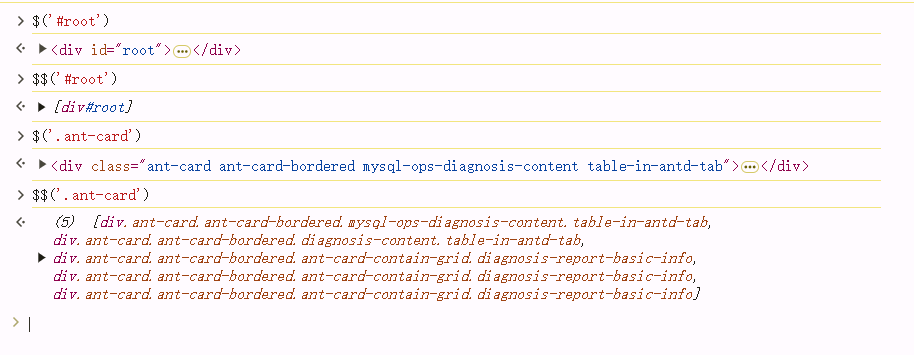 $('#root')
<div id="root">…</div>
$$('#root')
[div#root]
$('.ant-card')
<div class="ant-card ant-card-bordered mysql-ops-diagnosis-content table-in-antd-tab">…</div>
$$('.ant-card')
(5) [div.ant-card.ant-card-bordered.mysql-ops-diagnosis-content.table-in-antd-tab,
div.ant-card.ant-card-bordered.diagnosis-content.table-in-antd-tab,
div.ant-card.ant-card-bordered.ant-card-contain-grid.diagnosis-report-basic-info,
div.ant-card.ant-card-bordered.ant-card-contain-grid.diagnosis-report-basic-info,
div.ant-card.ant-card-bordered.ant-card-contain-grid.diagnosis-report-basic-info]